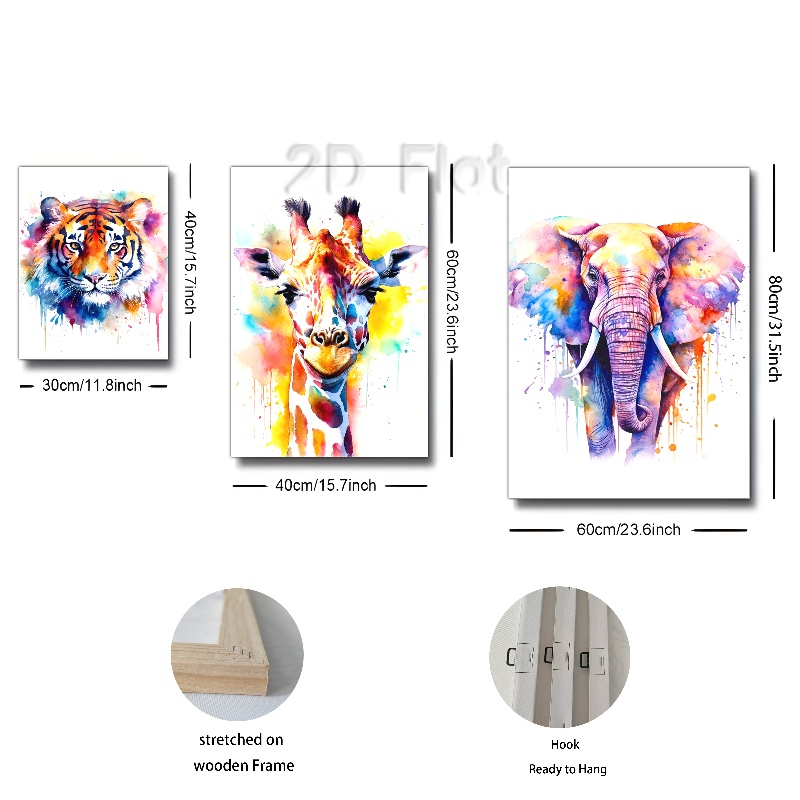 2D Flat
40cm/15.7inch
30cm/11.8inch
60cm/23.6inch
40cm/15.7inch
80cm/31.5inch
60cm/23.6inch
stretched on
wooden Frame
Hook
Ready to Hang